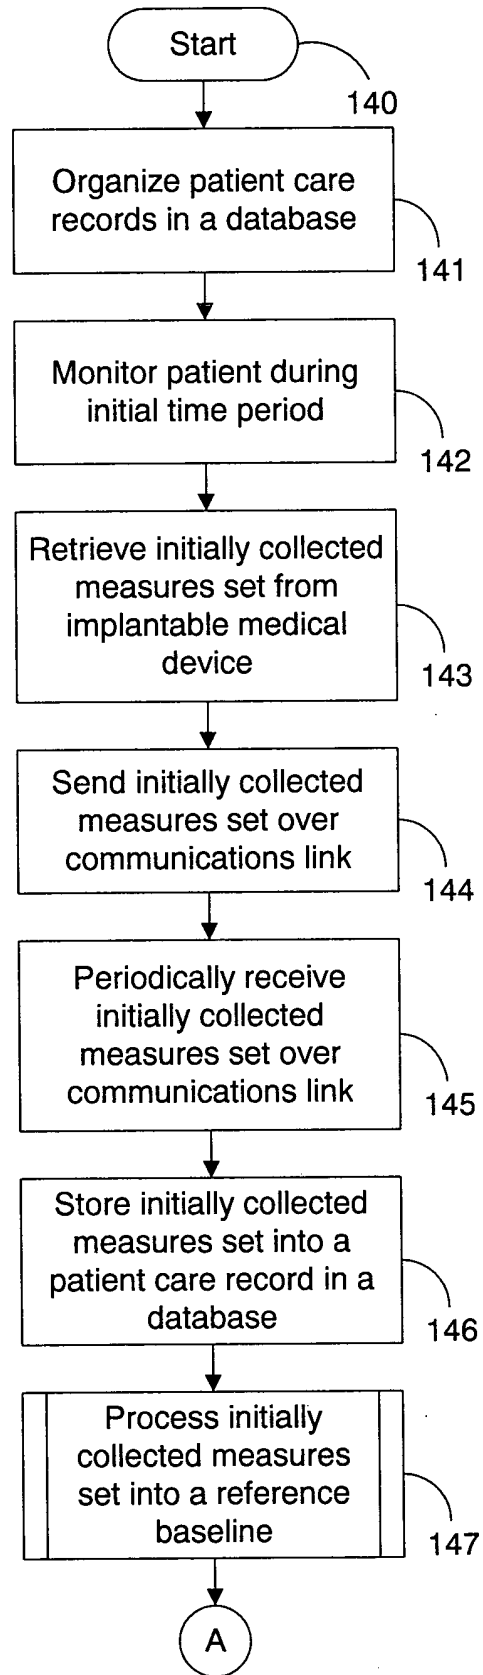 Start
140
Organize patient care
records in a database
141
Monitor patient during
initial time period
142
Retrieve initially collected
measures set from
implantable medical
device
143
Send initially collected
measures set over
communications link
144
Periodically receive
initially collected
measures set over
communications link
145
Store initially collected
measures set into a
patient care record in a
database
146
Process initially
collected measures
set into a reference
baseline
147
A